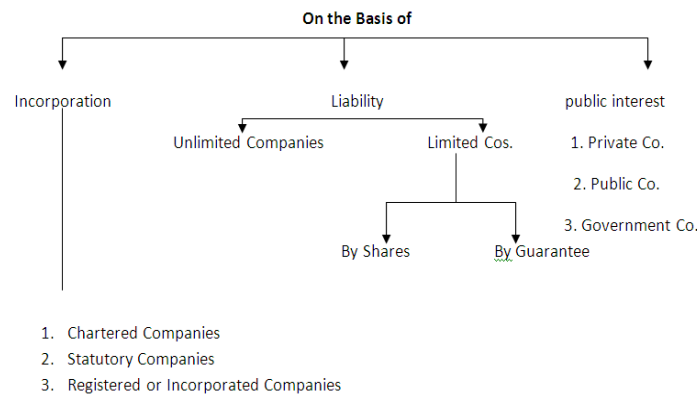 On the Basis of
Incorporation
Liability
public interest
Unlimited Companies
Limited Cos.
1. Private Co.
2. Public Co.
3. Government Co.
By Shares
By Guarantee
1. Chartered Companies
2. Statutory Companies
3. Registered or Incorporated Companies